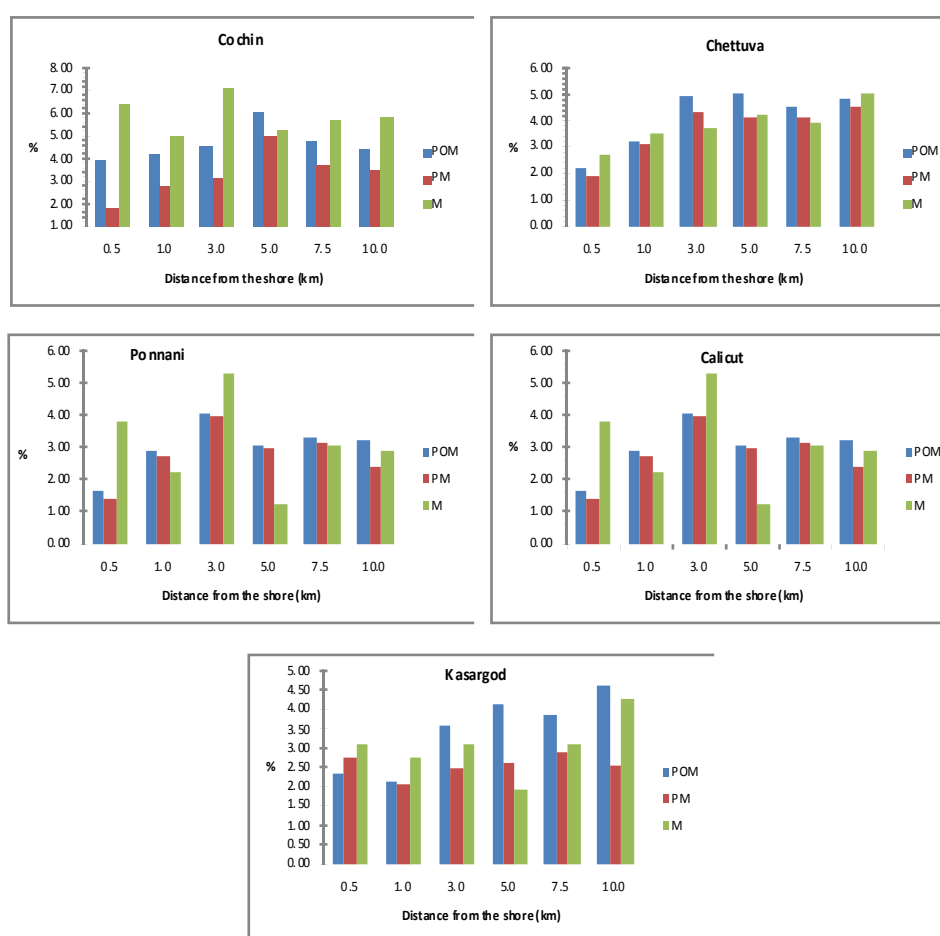 Cochin
8.00
7.00
6.00
5.00
4.00
3.00
2.00
1.00
%
0.5 1.0 3.0 5.0 7.5 10.0
Distance from the shore (km)
POM
PM
M
Chettuva
6.00
5.00
4.00
3.00
2.00
1.00
0.00
%
0.5 1.0 3.0 5.0 7.5 10.0
Distance from the shore (km)
POM
PM
M
Ponnani
6.00
5.00
4.00
3.00
2.00
1.00
0.00
%
0.5 1.0 3.0 5.0 7.5 10.0
Distance from the shore (km)
POM
PM
M
Calicut
6.00
5.00
4.00
3.00
2.00
1.00
0.00
%
0.5 1.0 3.0 5.0 7.5 10.0
Distance from the shore (km)
POM
PM
M
Kasargod
5.00
4.50
4.00
3.50
3.00
2.50
2.00
1.50
1.00
0.50
0.00
%
0.5 1.0 3.0 5.0 7.5 10.0
Distance from the shore (km)
POM
PM
M